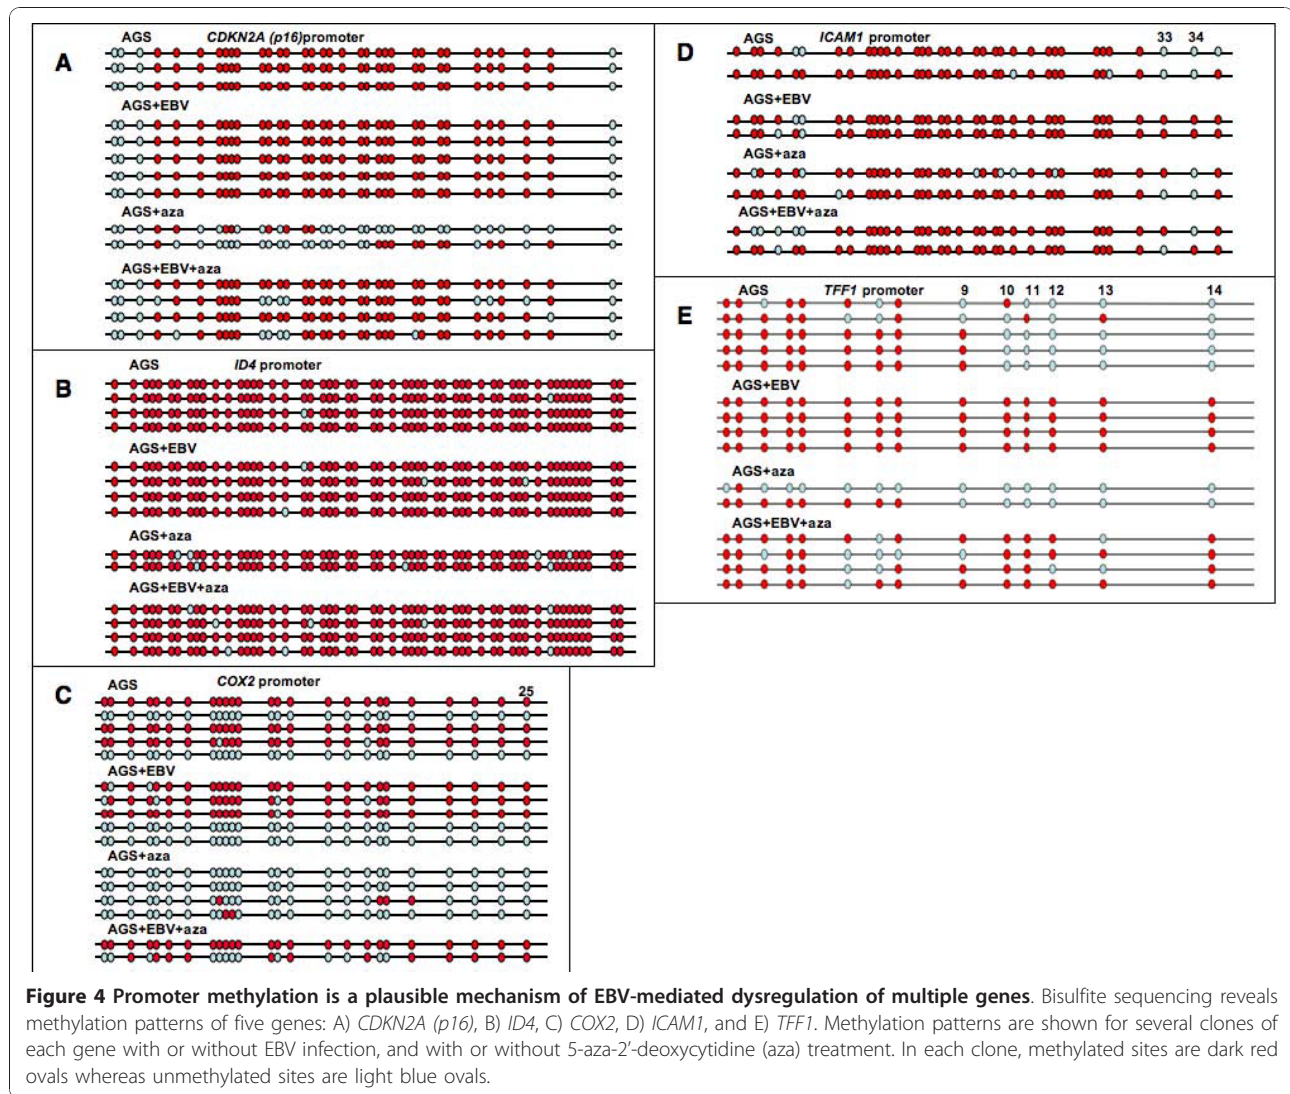 A
AGS CDKN2A (p16)promoter
AGS+EBV
AGS+aza
AGS+EBV+aza
B
AGS ID4 promoter
AGS+EBV
AGS+aza
AGS+EBV+aza
C
AGS COX2 promoter 25
AGS+EBV
AGS+aza
AGS+EBV+aza
D
AGS ICAM1 promoter 33 34
AGS+EBV
AGS+aza
AGS+EBV+aza
E
AGS TFF1 promoter 9 10 11 12 13 14
AGS+EBV
AGS+aza
AGS+EBV+aza
Figure 4 Promoter methylation is a plausible mechanism of EBV-mediated dysregulation of multiple genes. Bisulfite sequencing reveals
methylation patterns of five genes: A) CDKN2A (p16), B) ID4, C) COX2, D) ICAM1, and E) TFF1. Methylation patterns are shown for several clones of
each gene with or without EBV infection, and with or without 5-aza-2'-deoxycytidine (aza) treatment. In each clone, methylated sites are dark red
ovals whereas unmethylated sites are light blue ovals.